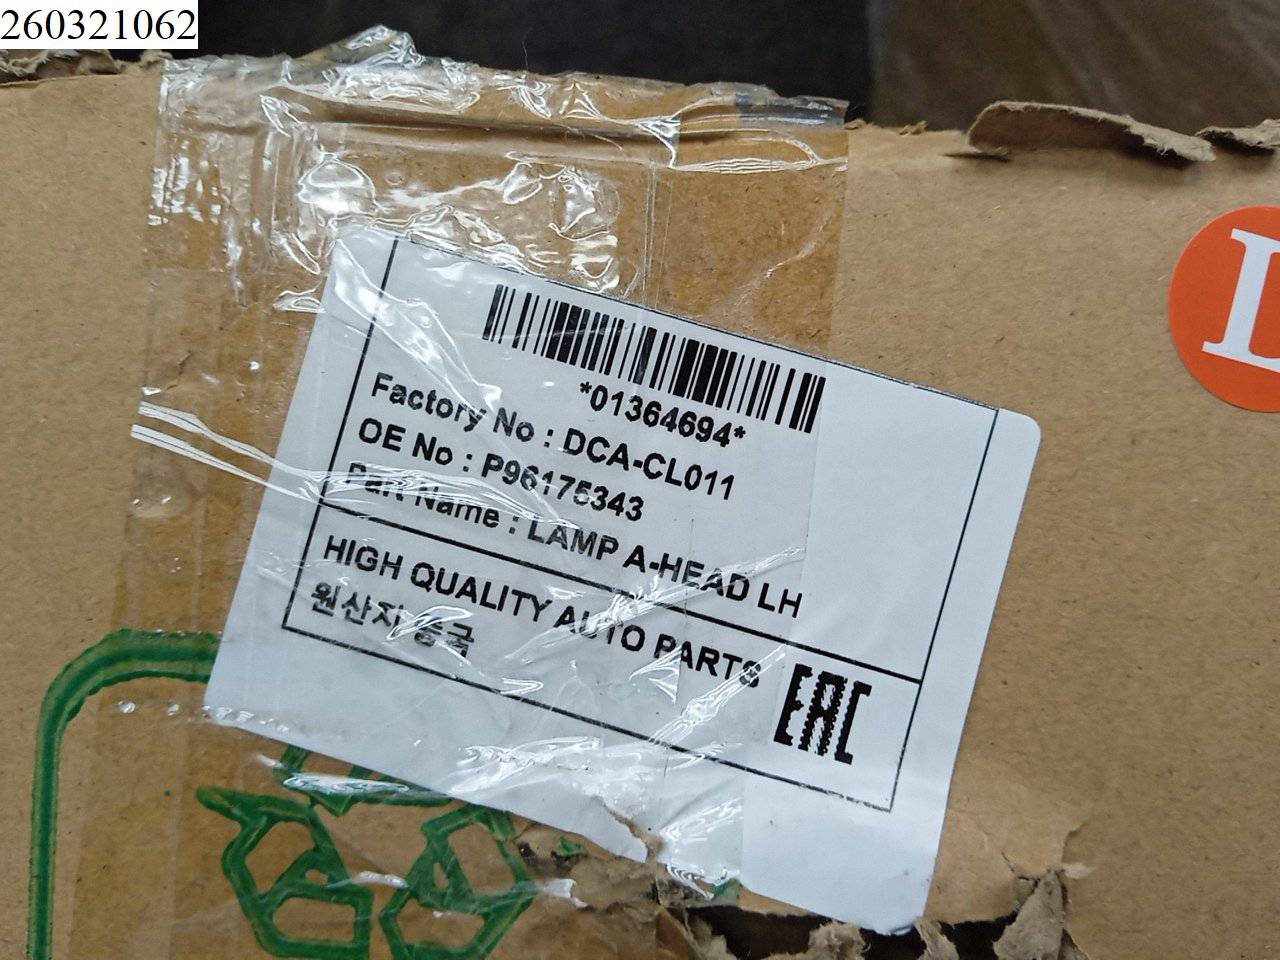 260321062
*01364694*
Factory No : DCA-CL011
OE No : P96175343
Part Name : LAMP A-HEAD LH
HIGH QUALITY AUTO PARTS
원산지 중국
EAC